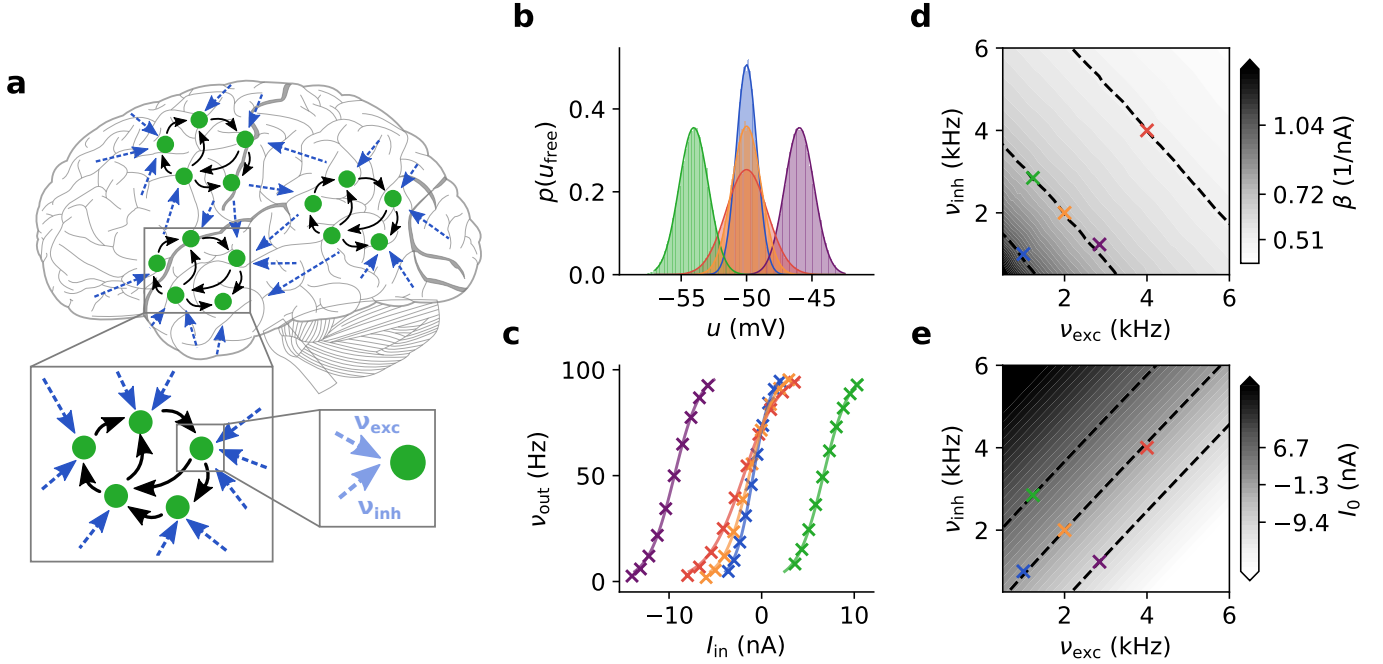 a
ν_exc
ν_inh
b
p(u_free)
0.4
0.2
0.0
−55
−50
−45
u (mV)
c
ν_out (Hz)
100
50
0
−10
0
10
I_in (nA)
d
ν_inh (kHz)
6
4
2
2
4
6
ν_exc (kHz)
1.04
0.72
0.51
β (1/nA)
e
ν_inh (kHz)
6
4
2
2
4
6
ν_exc (kHz)
6.7
−1.3
−9.4
I_0 (nA)